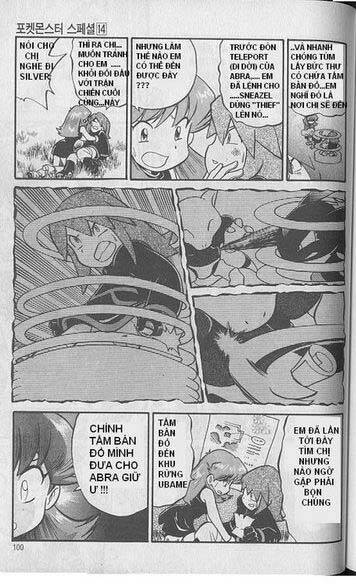 포켓몬스터 스페셜 14
..VÀ NHANH
CHÓNG TÚM
LẤY BỨC THƯ
CÓ CHỨA TẤM
BẢN ĐỒ...EM
NGHĨ ĐÓ LÀ
NƠI CHỊ SẼ ĐẾN
TRƯỚC ĐÓN
TELEPORT
(DI DỜI) CỦA
ABRA,.... EM
ĐÃ LỆNH CHO
.....SNEAZEL
DÙNG "THIEF"
LÊN NÓ...
NHƯNG LÀM
THẾ NÀO EM
CÓ THỂ ĐẾN
ĐƯỢC ĐÂY
???
THÌ RA CHỊ...
MUỐN TRÁNH
CHO EM .....
KHỎI ĐỐI ĐẦU
VỚI TRẬN
CHIẾN CUỐI
CÙNG...NÀY
NÓI CHO
CHỊ
NGHE ĐI
SILVER
EM ĐÃ LẦN
TỚI ĐÂY
TÌM CHỊ
NHƯNG
NÀO NGỜ
GẶP PHẢI
BỌN
CHÚNG
TẤM
BẢN ĐỒ
ĐẾN
KHU
RỪNG
UBAME
CHÍNH
TẤM BẢN
ĐỒ MÌNH
ĐƯA CHO
ABRA GIỮ
Ư !!!
100